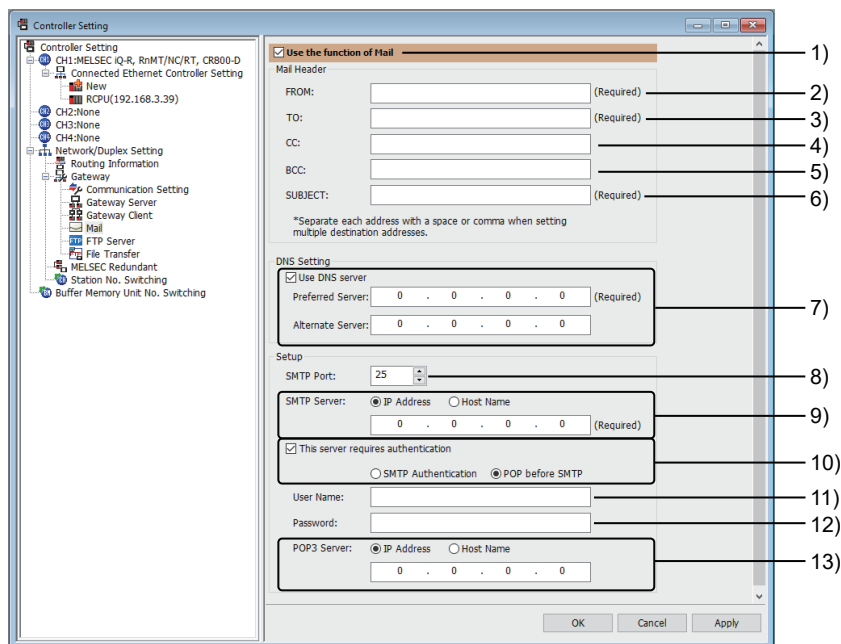 Controller Setting
Controller Setting
CH1:MELSEC iQ-R, RnMT/NC/RT, CR800-D
Connected Ethernet Controller Setting
New
RCPU(192.168.3.39)
CH2:None
CH3:None
CH4:None
Network/Duplex Setting
Routing Information
Gateway
Communication Setting
Gateway Server
Gateway Client
Mail
FTP Server
File Transfer
MELSEC Redundant
Station No. Switching
Buffer Memory Unit No. Switching
Use the function of Mail 1)
Mail Header
FROM: (Required) 2)
TO: (Required) 3)
CC: 4)
BCC: 5)
SUBJECT: (Required) 6)
*Separate each address with a space or comma when setting
multiple destination addresses.
DNS Setting
Use DNS server
Preferred Server: 0 . 0 . 0 . 0 (Required)
7)
Alternate Server: 0 . 0 . 0 . 0
Setup
SMTP Port: 25 8)
SMTP Server: IP Address Host Name
9)
0 . 0 . 0 . 0 (Required)
This server requires authentication
10)
SMTP Authentication POP before SMTP
User Name: 11)
Password: 12)
POP3 Server: IP Address Host Name
13)
0 . 0 . 0 . 0
OK Cancel Apply